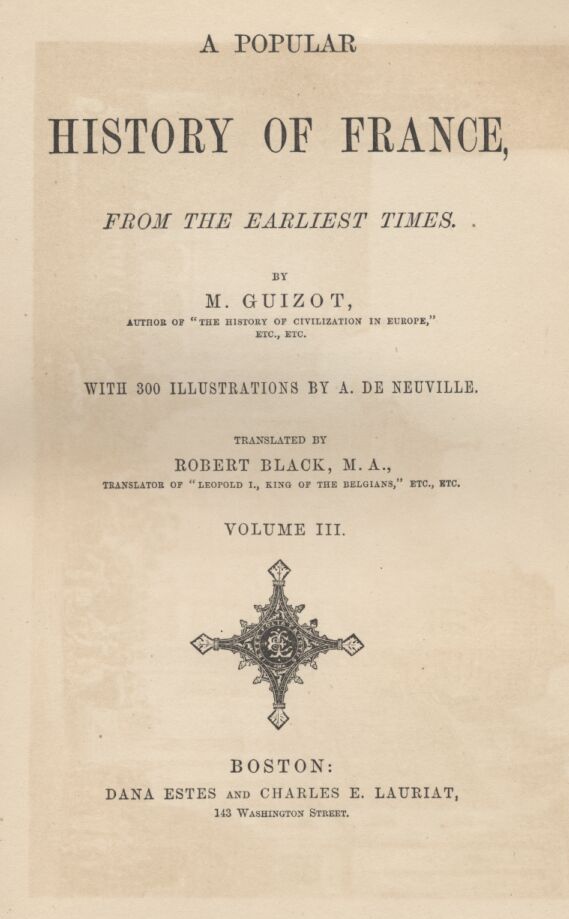 A POPULAR
HISTORY OF FRANCE,
FROM THE EARLIEST TIMES.
BY
M. GUIZOT,
AUTHOR OF "THE HISTORY OF CIVILIZATION IN EUROPE,"
ETC., ETC.
WITH 300 ILLUSTRATIONS BY A. DE NEUVILLE.
TRANSLATED BY
ROBERT BLACK, M.A.,
TRANSLATOR OF "LEOPOLD I., KING OF THE BELGIANS," ETC., ETC.
VOLUME III.
BOSTON:
DANA ESTES AND CHARLES E. LAURIAT,
143 WASHINGTON STREET.